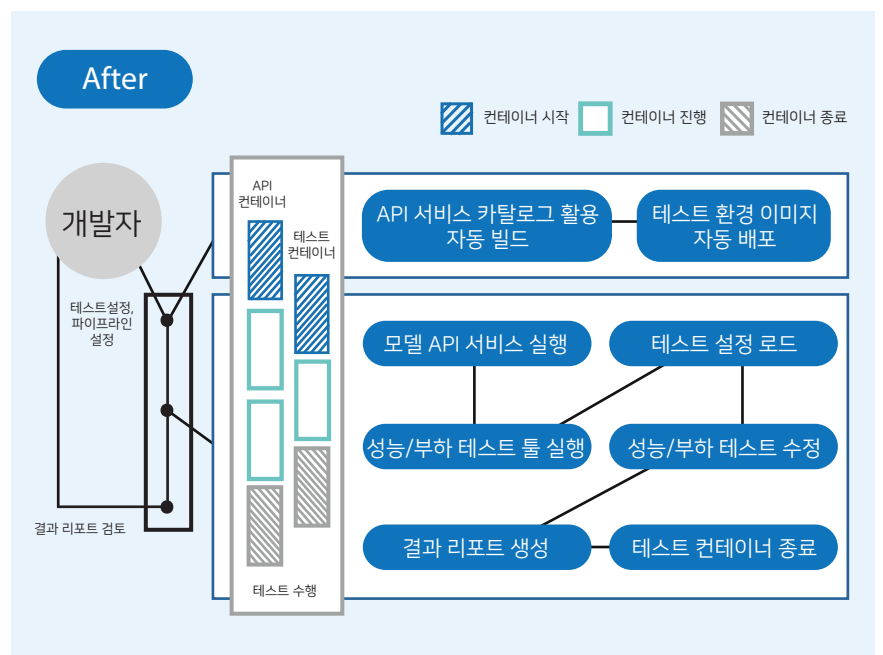 After
컨테이너 시작
컨테이너 진행
컨테이너 종료
개발자
테스트설정,
파이프라인
설정
결과 리포트 검토
API
컨테이너
테스트
컨테이너
테스트 수행
API 서비스 카탈로그 활용
자동 빌드
테스트 환경 이미지
자동 배포
모델 API 서비스 실행
테스트 설정 로드
성능/부하 테스트 툴 실행
성능/부하 테스트 수정
결과 리포트 생성
테스트 컨테이너 종료